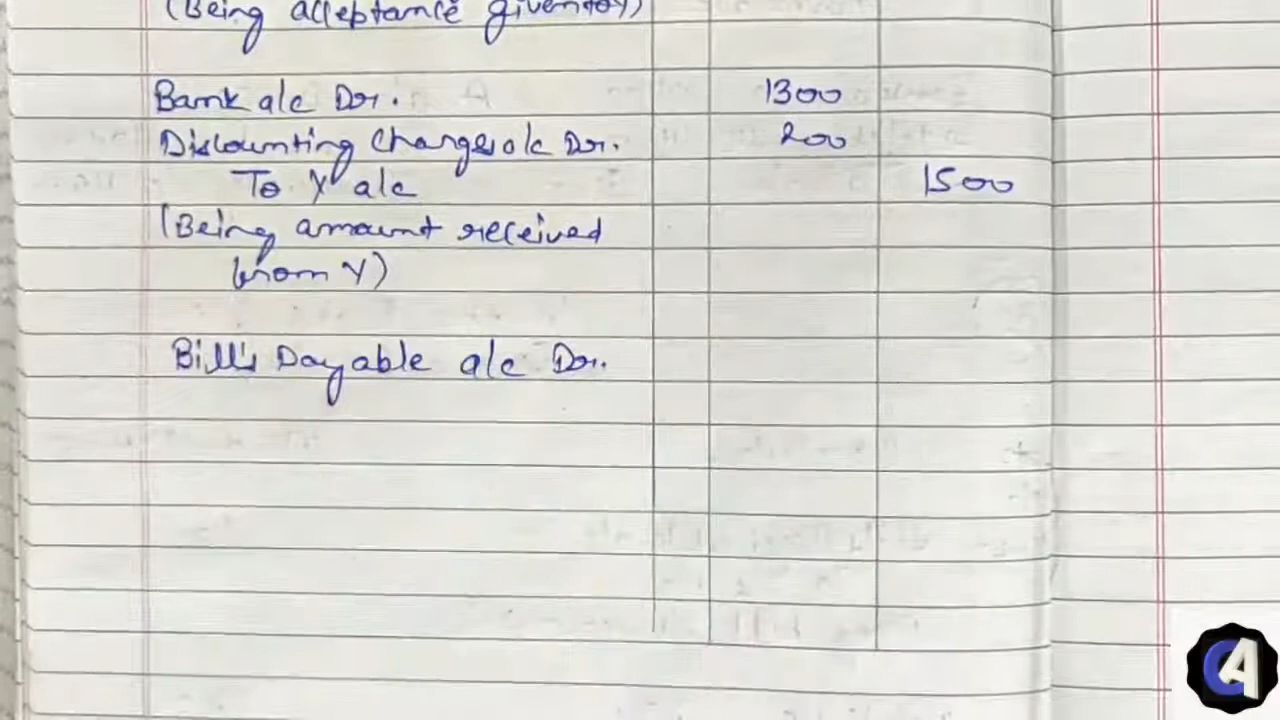 (Being acceptance given to Y)
Bank a/c Dr. 1300
Discounting Charges a/c Dr. 200
To Y a/c 1500
(Being amount received
from Y)
Bill's Payable a/c Dr.
CA